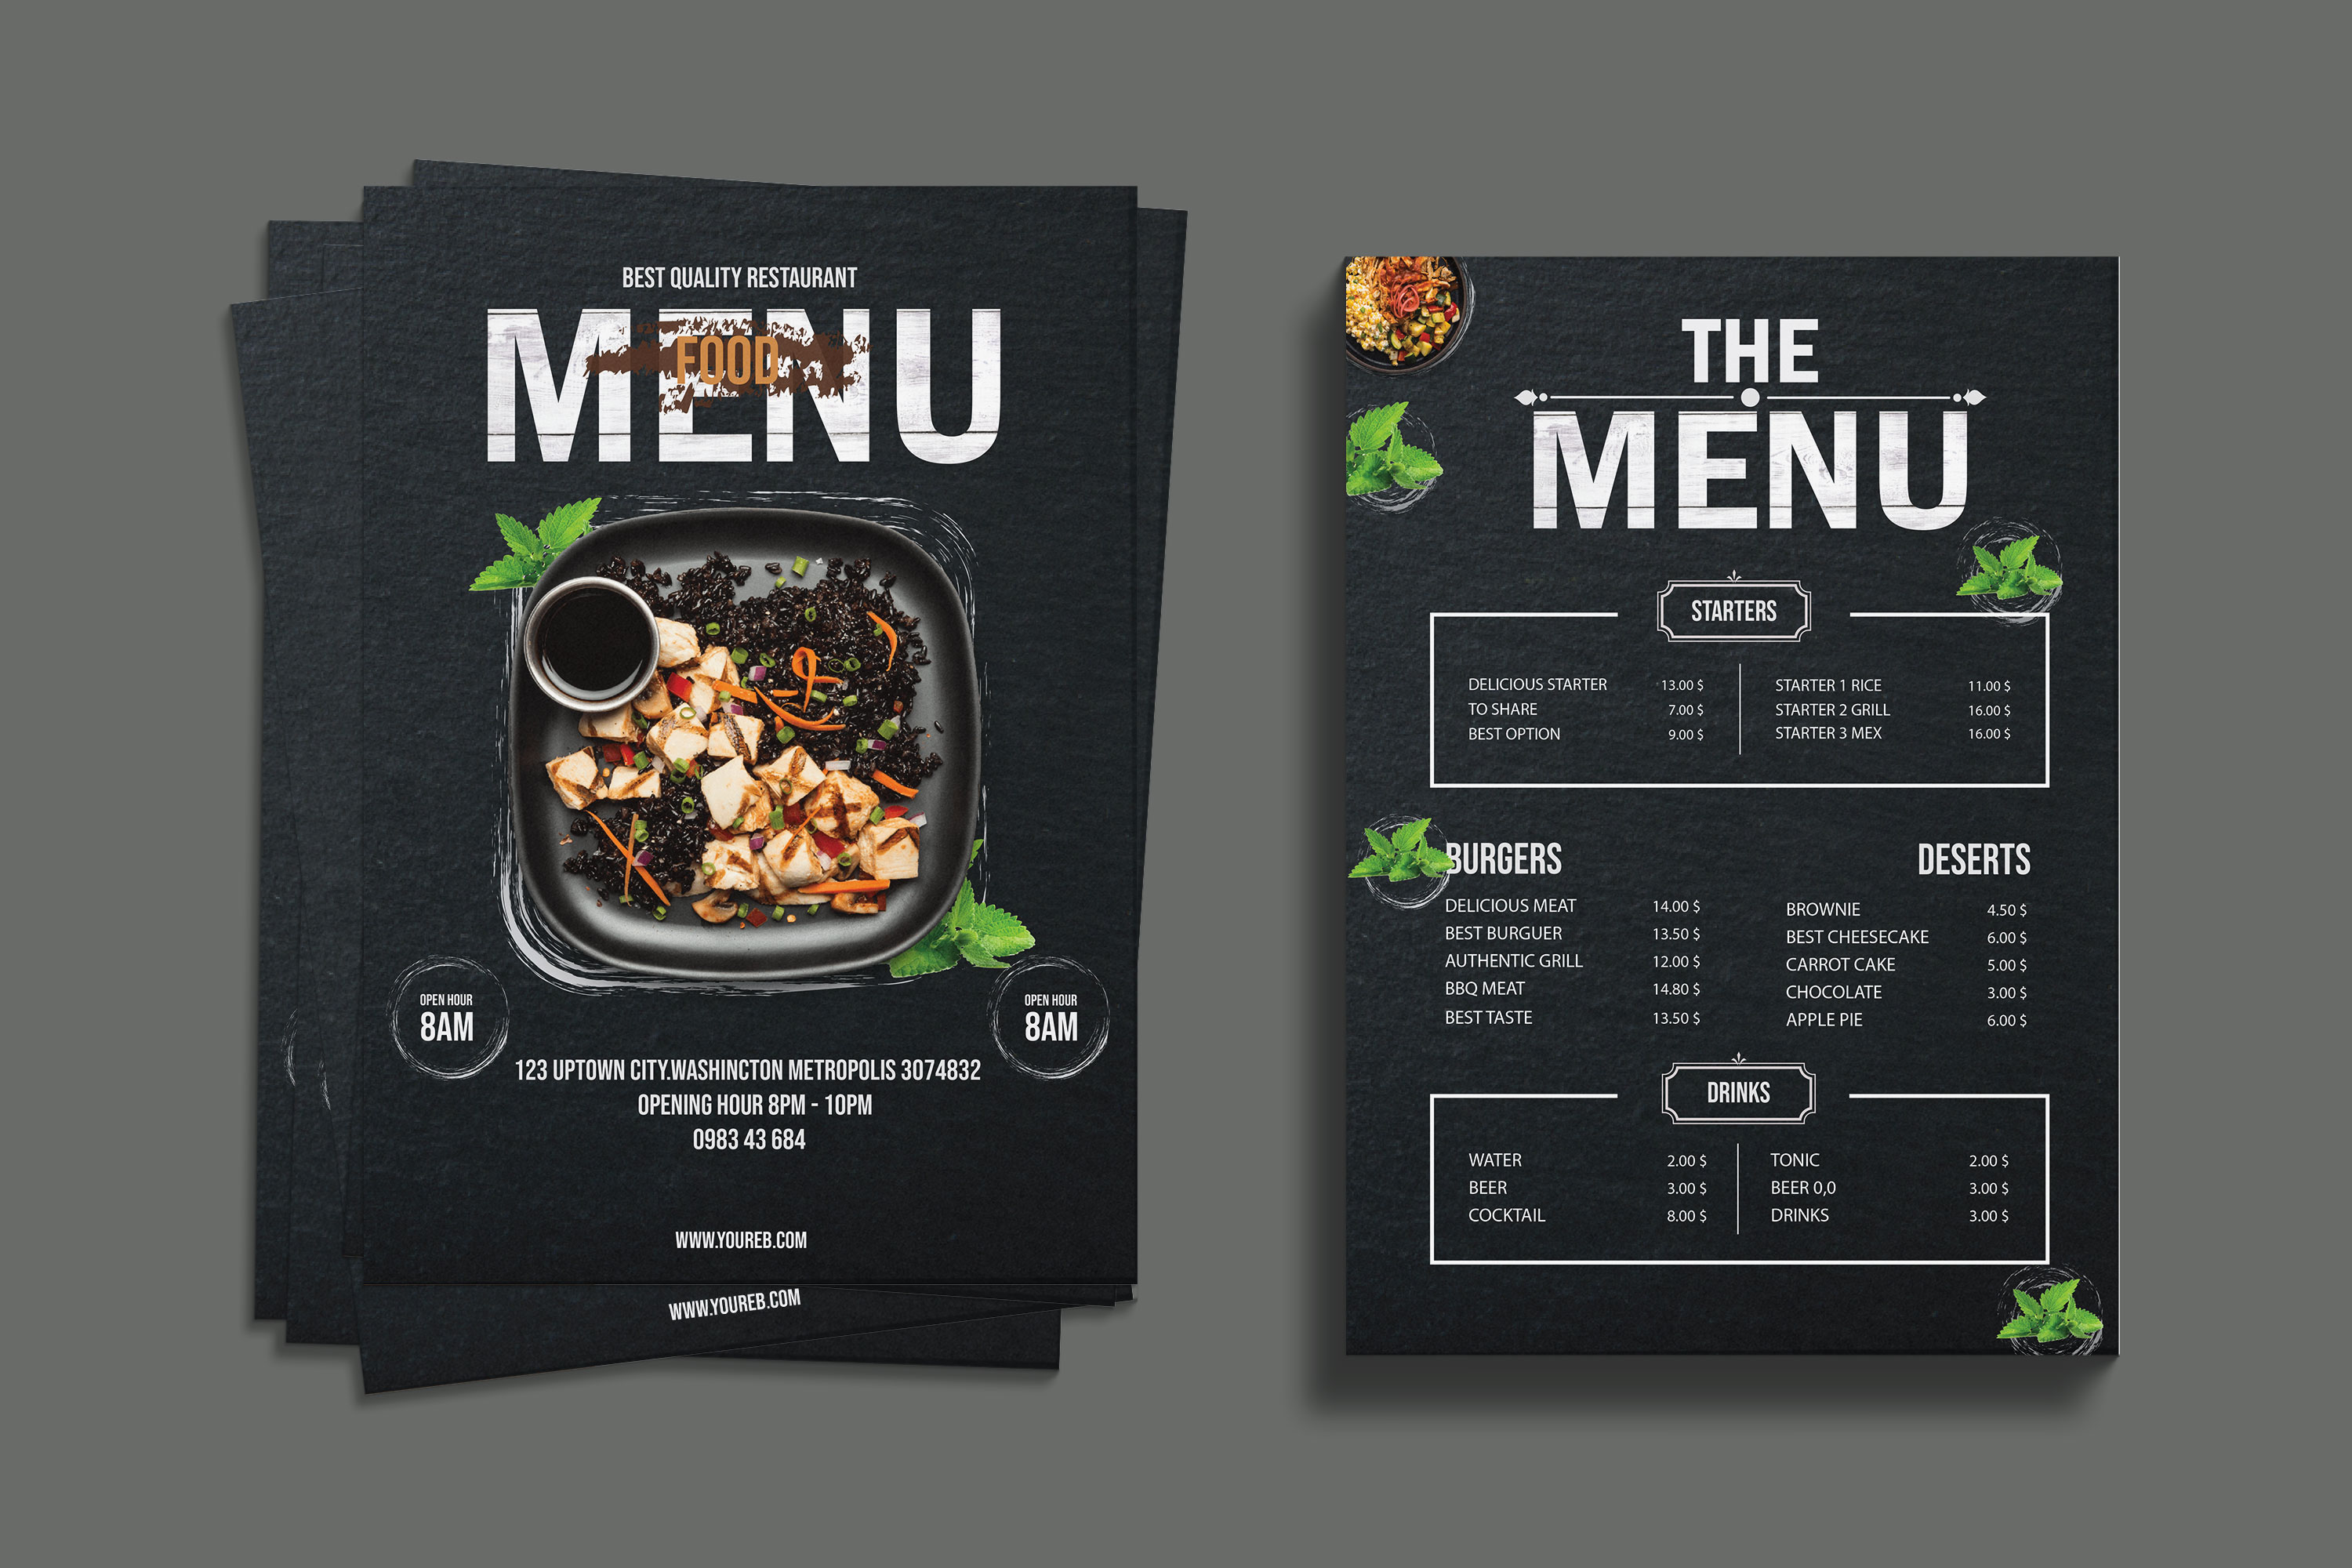 BEST QUALITY RESTAURANT
MENU
FOOD
OPEN HOUR
8AM
OPEN HOUR
8AM
123 UPTOWN CITY.WASHINCTON METROPOLIS 3074832
OPENING HOUR 8PM - 10PM
0983 43 684
WWW.YOUREB.COM
WWW.YOUREB.COM
THE
MENU
STARTERS
DELICIOUS STARTER 13.00 $
TO SHARE 7.00 $
BEST OPTION 9.00 $
STARTER 1 RICE 11.00 $
STARTER 2 GRILL 16.00 $
STARTER 3 MEX 16.00 $
BURGERS
DELICIOUS MEAT 14.00 $
BEST BURGUER 13.50 $
AUTHENTIC GRILL 12.00 $
BBQ MEAT 14.80 $
BEST TASTE 13.50 $
DESERTS
BROWNIE 4.50 $
BEST CHEESECAKE 6.00 $
CARROT CAKE 5.00 $
CHOCOLATE 3.00 $
APPLE PIE 6.00 $
DRINKS
WATER 2.00 $
BEER 3.00 $
COCKTAIL 8.00 $
TONIC 2.00 $
BEER 0,0 3.00 $
DRINKS 3.00 $